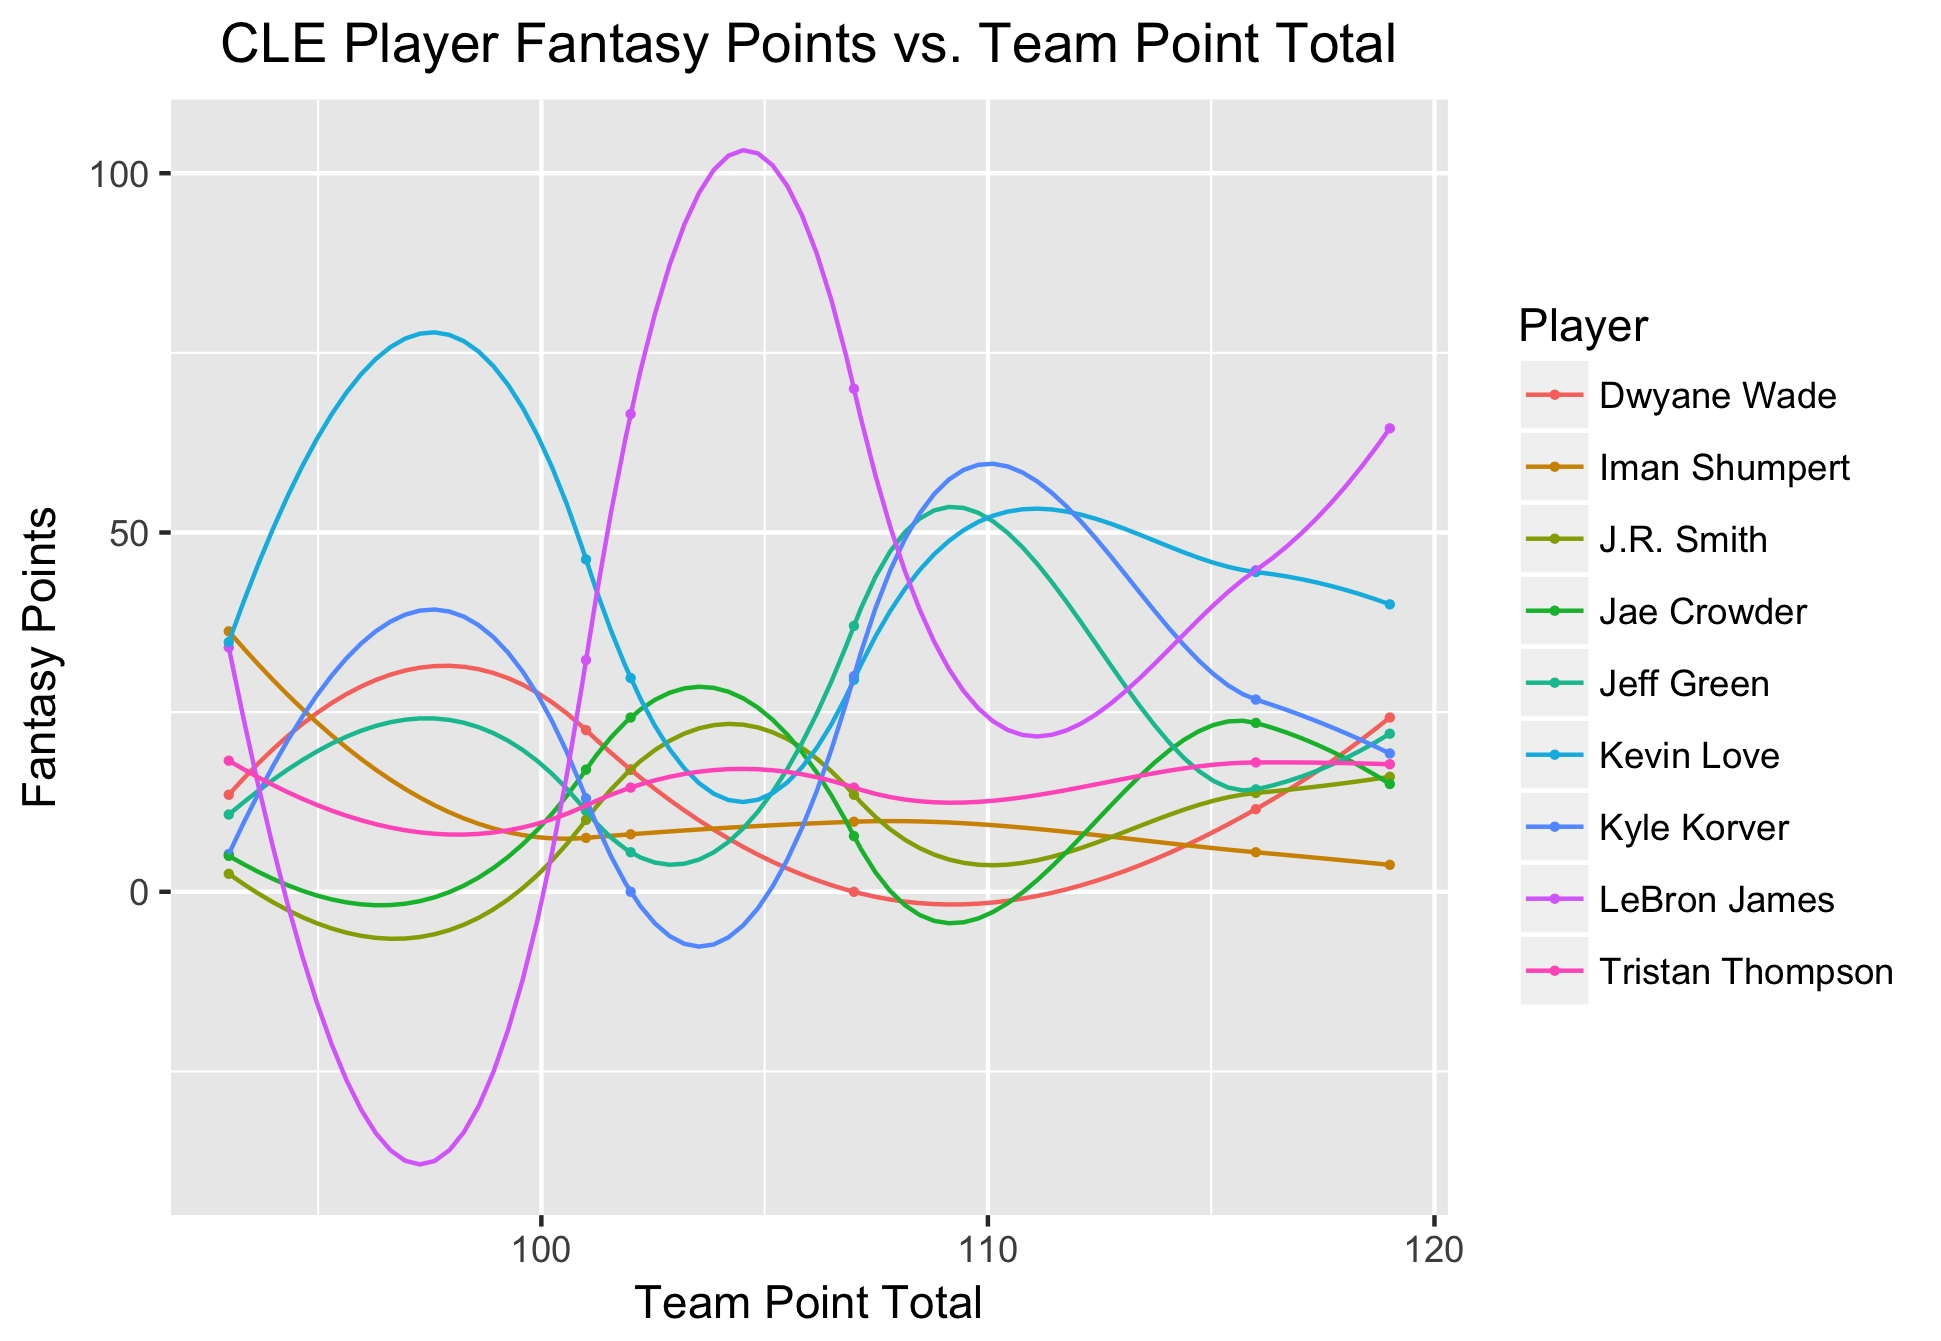 CLE Player Fantasy Points vs. Team Point Total
Fantasy Points
100
50
0
100
110
120
Team Point Total
Player
Dwyane Wade
Iman Shumpert
J.R. Smith
Jae Crowder
Jeff Green
Kevin Love
Kyle Korver
LeBron James
Tristan Thompson